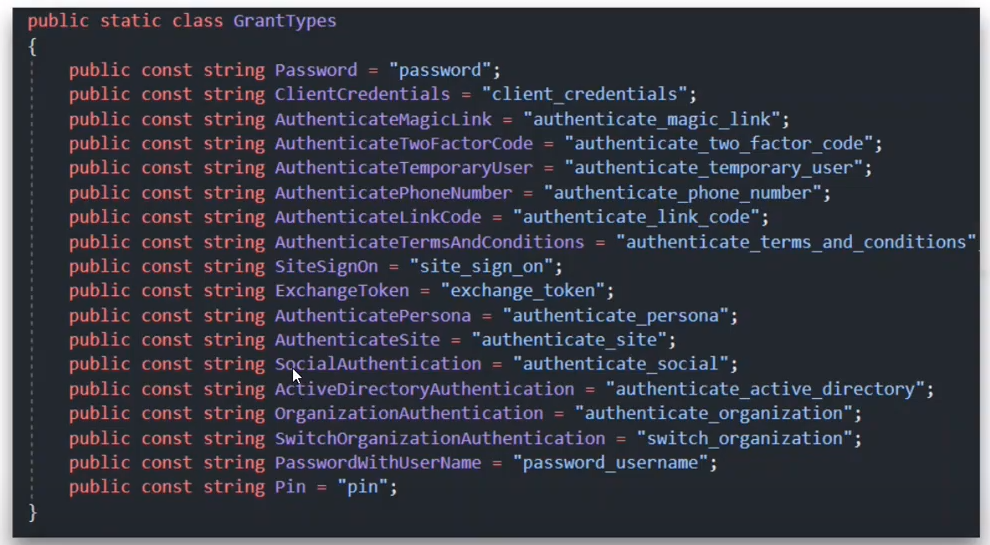 public static class GrantTypes
{
public const string Password = "password";
public const string ClientCredentials = "client_credentials";
public const string AuthenticateMagicLink = "authenticate_magic_link";
public const string AuthenticateTwoFactorCode = "authenticate_two_factor_code";
public const string AuthenticateTemporaryUser = "authenticate_temporary_user";
public const string AuthenticatePhoneNumber = "authenticate_phone_number";
public const string AuthenticateLinkCode = "authenticate_link_code";
public const string AuthenticateTermsAndConditions = "authenticate_terms_and_conditions"
public const string SiteSignOn = "site_sign_on";
public const string ExchangeToken = "exchange_token";
public const string AuthenticatePersona = "authenticate_persona";
public const string AuthenticateSite = "authenticate_site";
public const string SocialAuthentication = "authenticate_social";
public const string ActiveDirectoryAuthentication = "authenticate_active_directory";
public const string OrganizationAuthentication = "authenticate_organization";
public const string SwitchOrganizationAuthentication = "switch_organization";
public const string PasswordWithUserName = "password_username";
public const string Pin = "pin";
}